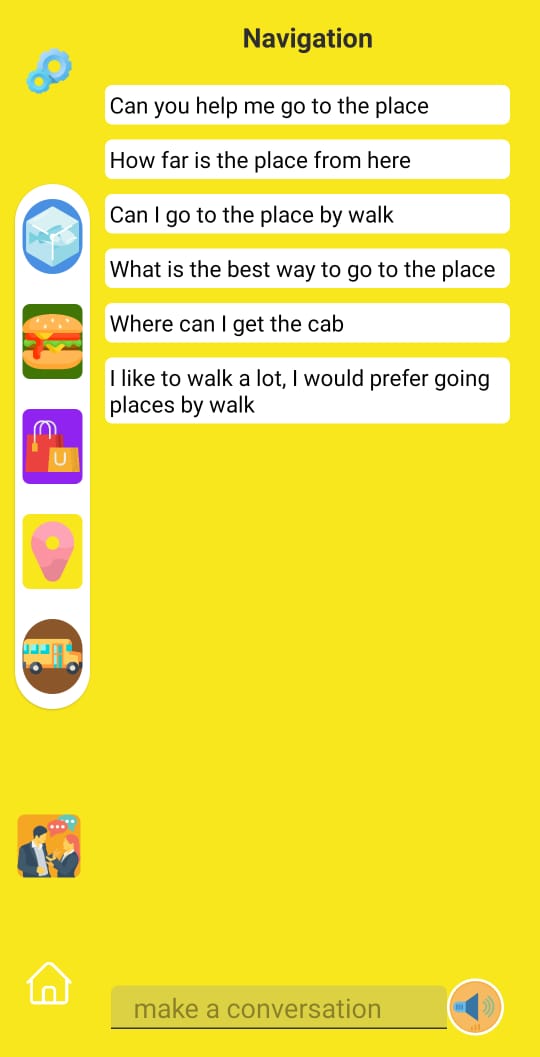 Navigation
Can you help me go to the place
How far is the place from here
Can I go to the place by walk
What is the best way to go to the place
Where can I get the cab
I like to walk a lot, I would prefer going
places by walk
make a conversation